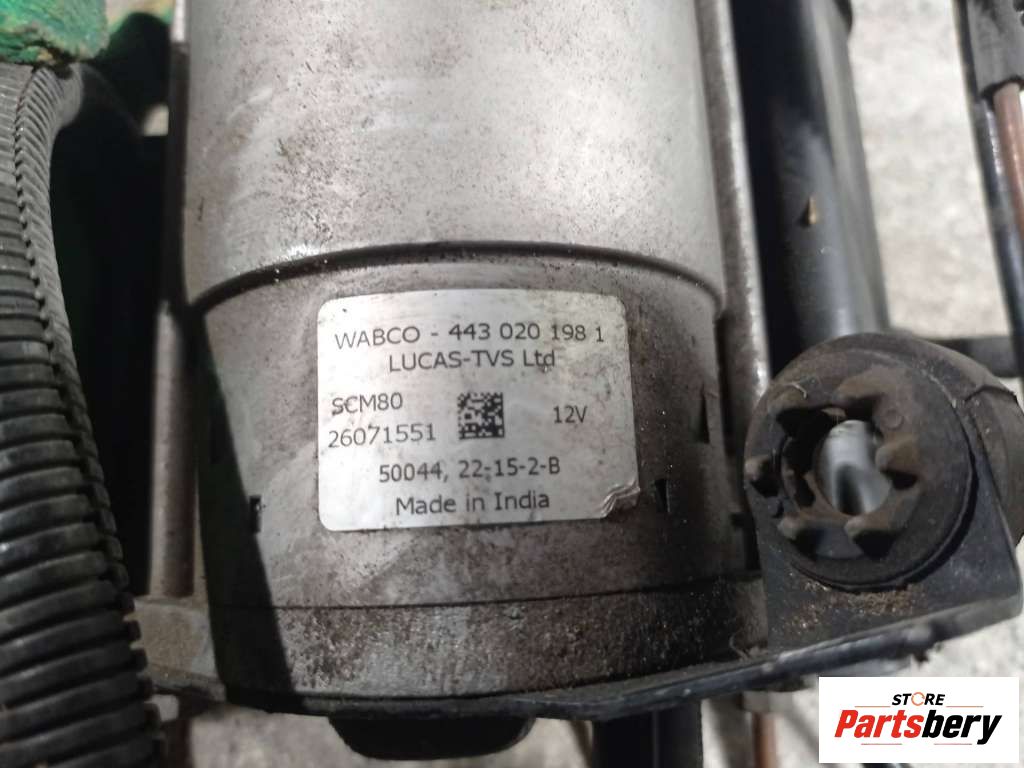 WABCO - 443 020 198 1
LUCAS-TVS Ltd
SCM80
12V
26071551
50044, 22-15-2-B
Made in India
STORE
Partsbery